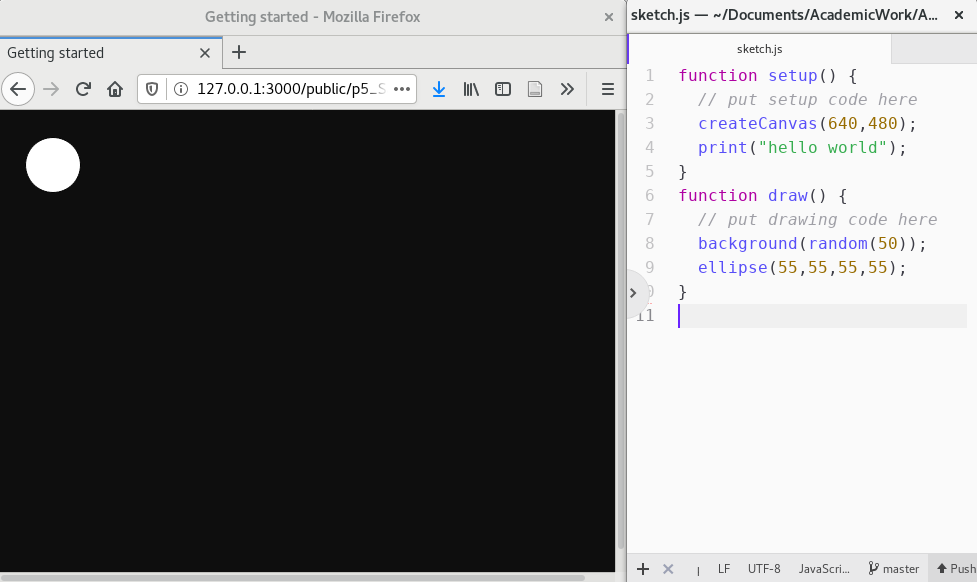 Getting started - Mozilla Firefox
Getting started
127.0.0.1:3000/public/p5_S
sketch.js — ~/Documents/AcademicWork/A...
sketch.js
1 function setup() {
2 // put setup code here
3 createCanvas(640,480);
4 print("hello world");
5 }
6 function draw() {
7 // put drawing code here
8 background(random(50));
9 ellipse(55,55,55,55);
}
11
LF UTF-8 JavaScri... master Push